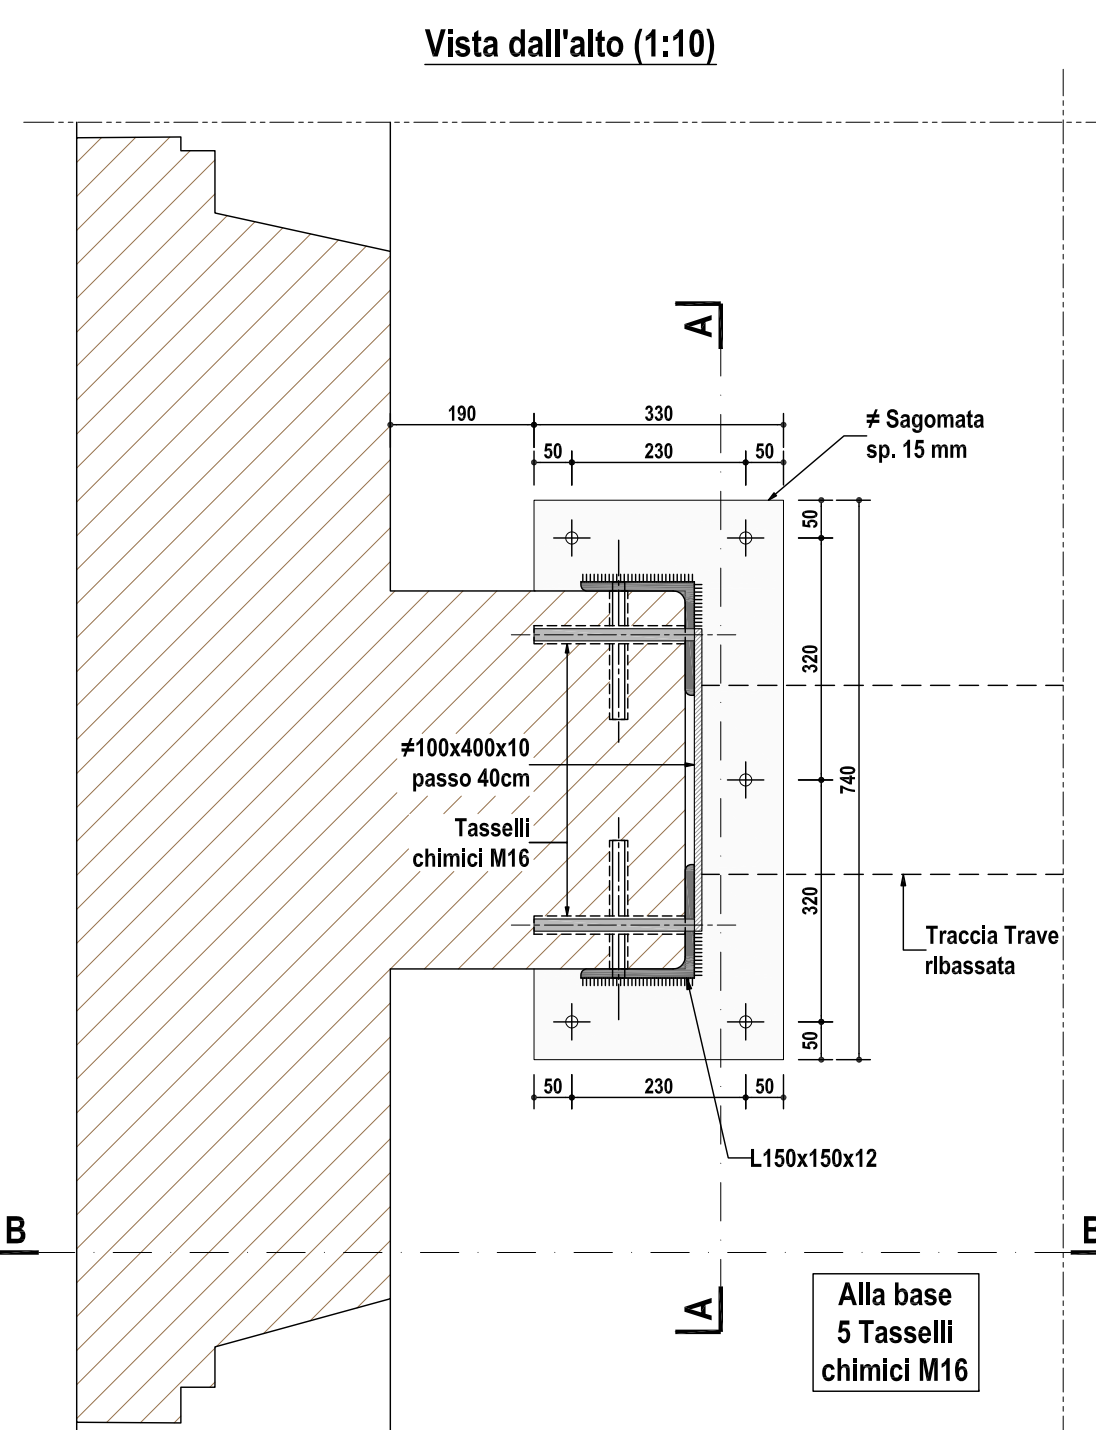 Vista dall'alto (1:10)
A
190
330
50
230
50
≠ Sagomata
sp. 15 mm
50
320
740
320
50
≠100x400x10
passo 40cm
Tasselli
chimici M16
Traccia Trave
rIbassata
50
230
50
L150x150x12
B
B
A
Alla base
5 Tasselli
chimici M16